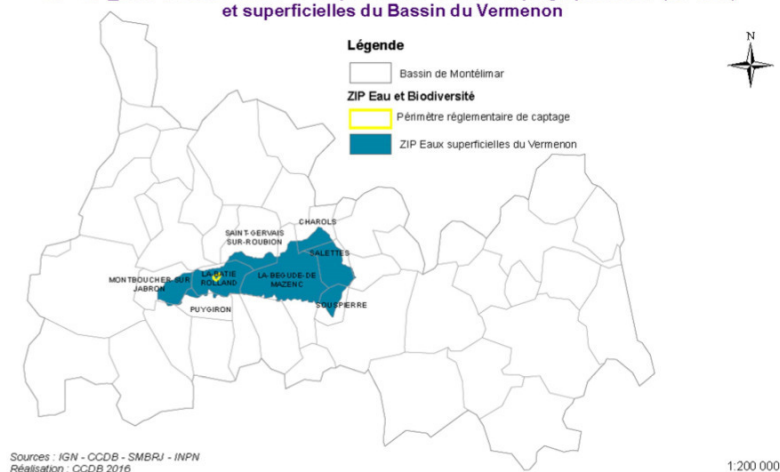 et superficielles du Bassin du Vermenon
N
Légende
Bassin de Montélimar
ZIP Eau et Biodiversité
Périmètre réglementaire de captage
ZIP Eaux superficielles du Vermenon
CHAROLS
SAINT-GERVAIS
SUR-ROUBION
SALETTES
MONTBOUCHER-SUR
JABRON
LA-BATIE
ROLLAND
LA-BEGUDE-DE
MAZENC
PUYGIRON
SOUSPIERRE
Sources : IGN - CCDB - SMBRJ - INPN
Réalisation : CCDB 2016
1:200 000